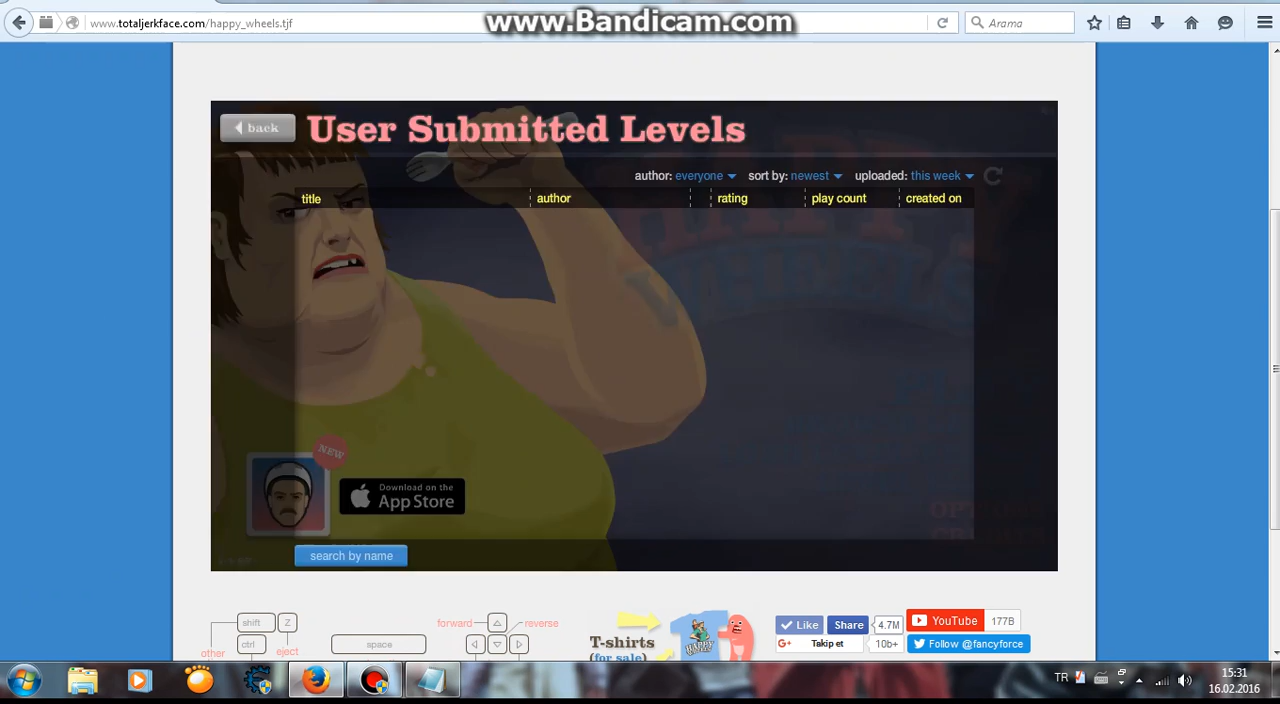 www.totaljerkface.com/happy_wheels.tjf
www.Bandicam.com
Arama
back
User Submitted Levels
author: everyone sort by: newest uploaded: this week
title author rating play count created on
HAPPY
WHEELS
NEW
Download on the
App Store
search by name
shift Z
ctrl
other
eject
space
forward
reverse
T-shirts
(for sale)
Like Share 4.7M
YouTube 177B
G+ Takip et 10b+
Follow @fancyforce
TR
15:31
16.02.2016